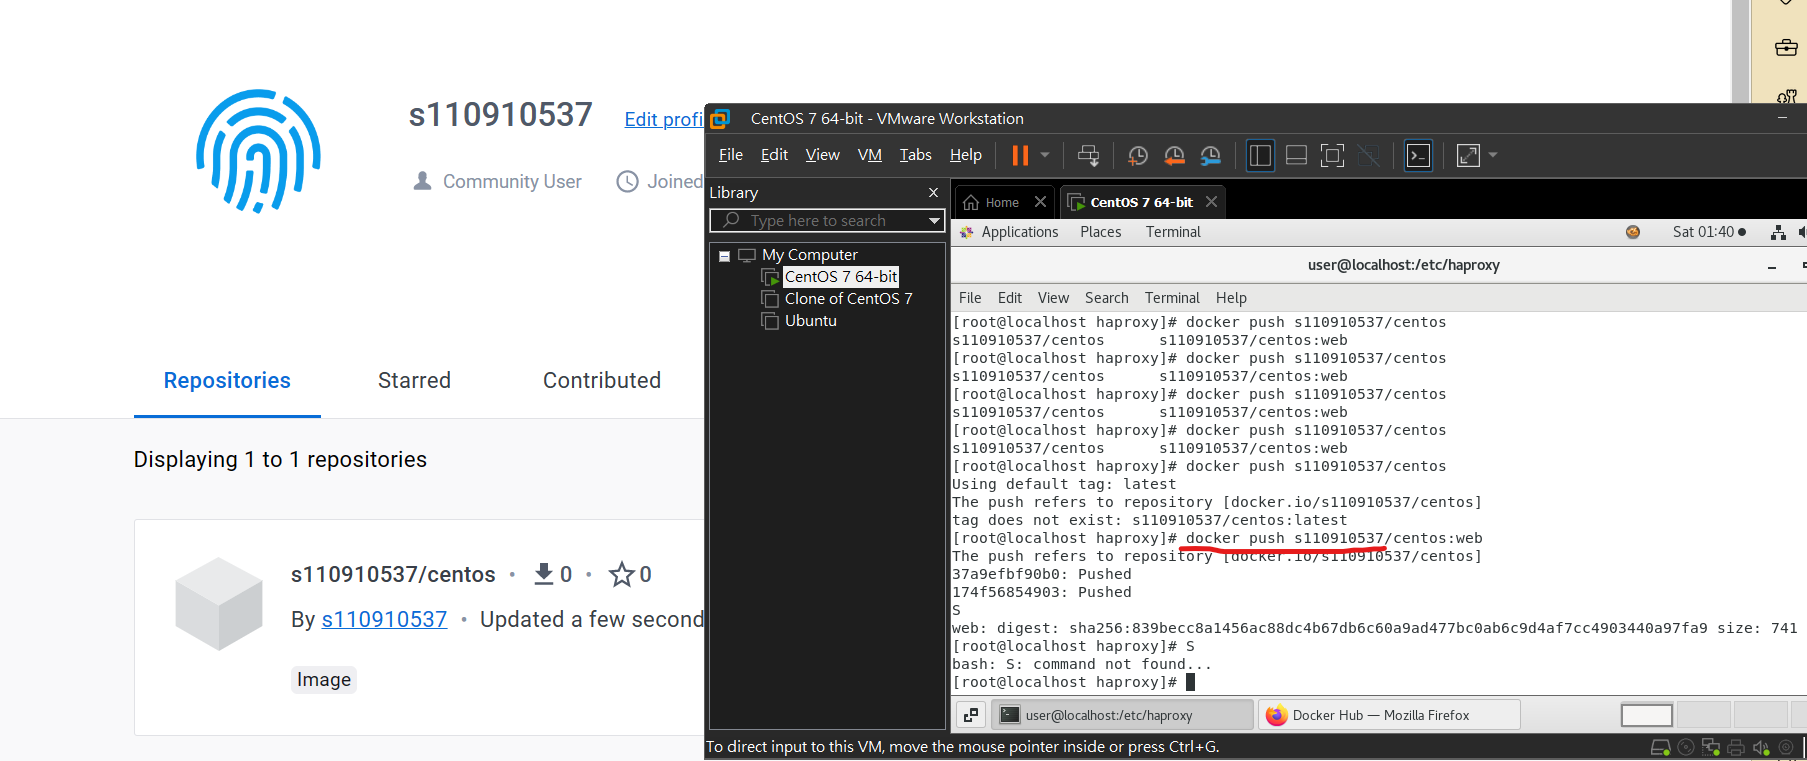 s110910537
Edit profi
Community User
Joined
Repositories
Starred
Contributed
Displaying 1 to 1 repositories
s110910537/centos • 0 • 0
By s110910537 • Updated a few second
Image
CentOS 7 64-bit - VMware Workstation
File Edit View VM Tabs Help
Library
Type here to search
My Computer
CentOS 7 64-bit
Clone of CentOS 7
Ubuntu
Home
CentOS 7 64-bit
Applications Places Terminal
Sat 01:40
user@localhost:/etc/haproxy
File Edit View Search Terminal Help
[root@localhost haproxy]# docker push s110910537/centos
s110910537/centos      s110910537/centos:web
[root@localhost haproxy]# docker push s110910537/centos
s110910537/centos      s110910537/centos:web
[root@localhost haproxy]# docker push s110910537/centos
s110910537/centos      s110910537/centos:web
[root@localhost haproxy]# docker push s110910537/centos
s110910537/centos      s110910537/centos:web
[root@localhost haproxy]# docker push s110910537/centos
Using default tag: latest
The push refers to repository [docker.io/s110910537/centos]
tag does not exist: s110910537/centos:latest
[root@localhost haproxy]# docker push s110910537/centos:web
The push refers to repository [docker.io/s110910537/centos]
37a9efbf90b0: Pushed
174f56854903: Pushed
S
web: digest: sha256:839becc8a1456ac88dc4b67db6c60a9ad477bc0ab6c9d4af7cc4903440a97fa9 size: 741
[root@localhost haproxy]# S
bash: S: command not found...
[root@localhost haproxy]#
user@localhost:/etc/haproxy
Docker Hub — Mozilla Firefox
To direct input to this VM, move the mouse pointer inside or press Ctrl+G.